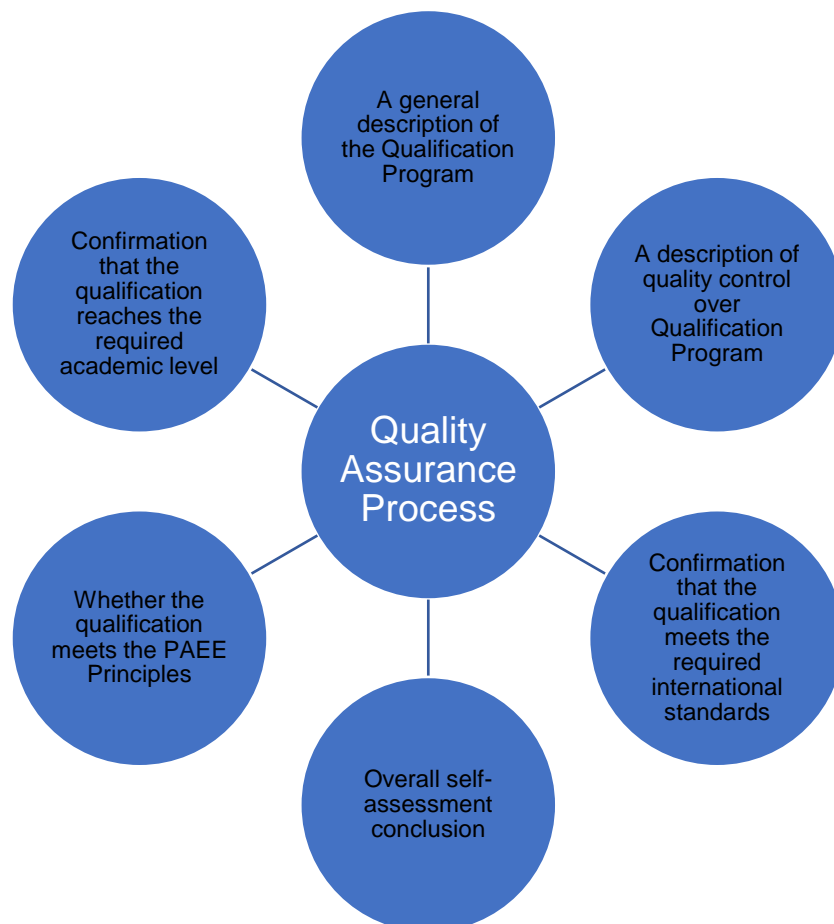 A general
description of
the Qualification
Program
Confirmation
that the
qualification
reaches the
required
academic level
A description of
quality control
over
Qualification
Program
Quality
Assurance
Process
Whether the
qualification
meets the PAEE
Principles
Confirmation
that the
qualification
meets the
required
international
standards
Overall self-
assessment
conclusion